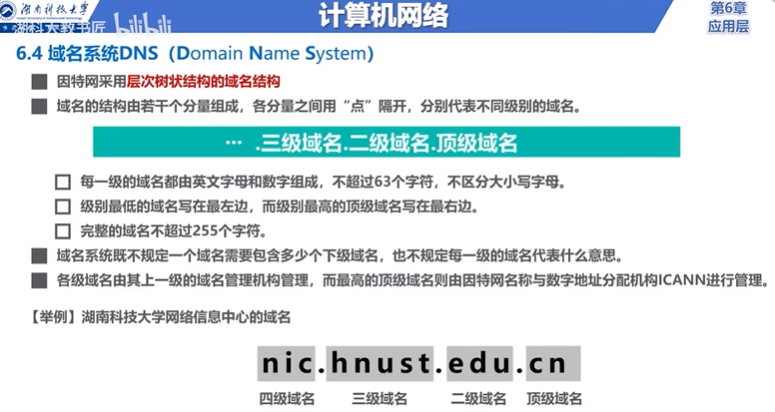 湖南科技大学
湖科大教书匠 bilibili
计算机网络
第6章
应用层
6.4 域名系统DNS（Domain Name System）
因特网采用层次树状结构的域名结构
域名的结构由若干个分量组成，各分量之间用“点”隔开，分别代表不同级别的域名。
… .三级域名.二级域名.顶级域名
每一级的域名都由英文字母和数字组成，不超过63个字符，不区分大小写字母。
级别最低的域名写在最左边，而级别最高的顶级域名写在最右边。
完整的域名不超过255个字符。
域名系统既不规定一个域名需要包含多少个下级域名，也不规定每一级的域名代表什么意思。
各级域名由其上一级的域名管理机构管理，而最高的顶级域名则由因特网名称与数字地址分配机构ICANN进行管理。
【举例】湖南科技大学网络信息中心的域名
nic.hnust.edu.cn
四级域名 三级域名 二级域名 顶级域名